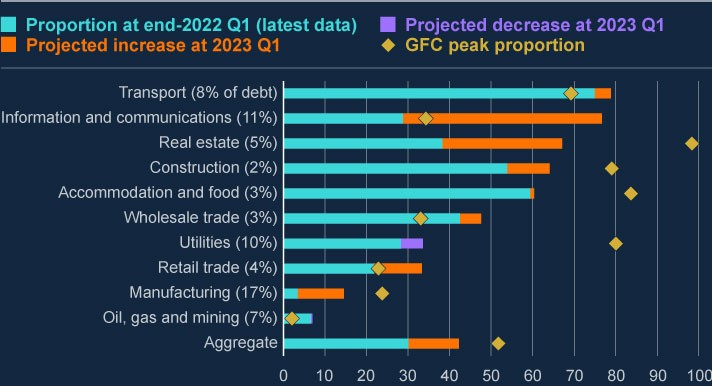 Proportion at end-2022 Q1 (latest data)
Projected decrease at 2023 Q1
Projected increase at 2023 Q1
GFC peak proportion
Transport (8% of debt)
Information and communications (11%)
Real estate (5%)
Construction (2%)
Accommodation and food (3%)
Wholesale trade (3%)
Utilities (10%)
Retail trade (4%)
Manufacturing (17%)
Oil, gas and mining (7%)
Aggregate
0 10 20 30 40 50 60 70 80 90 100